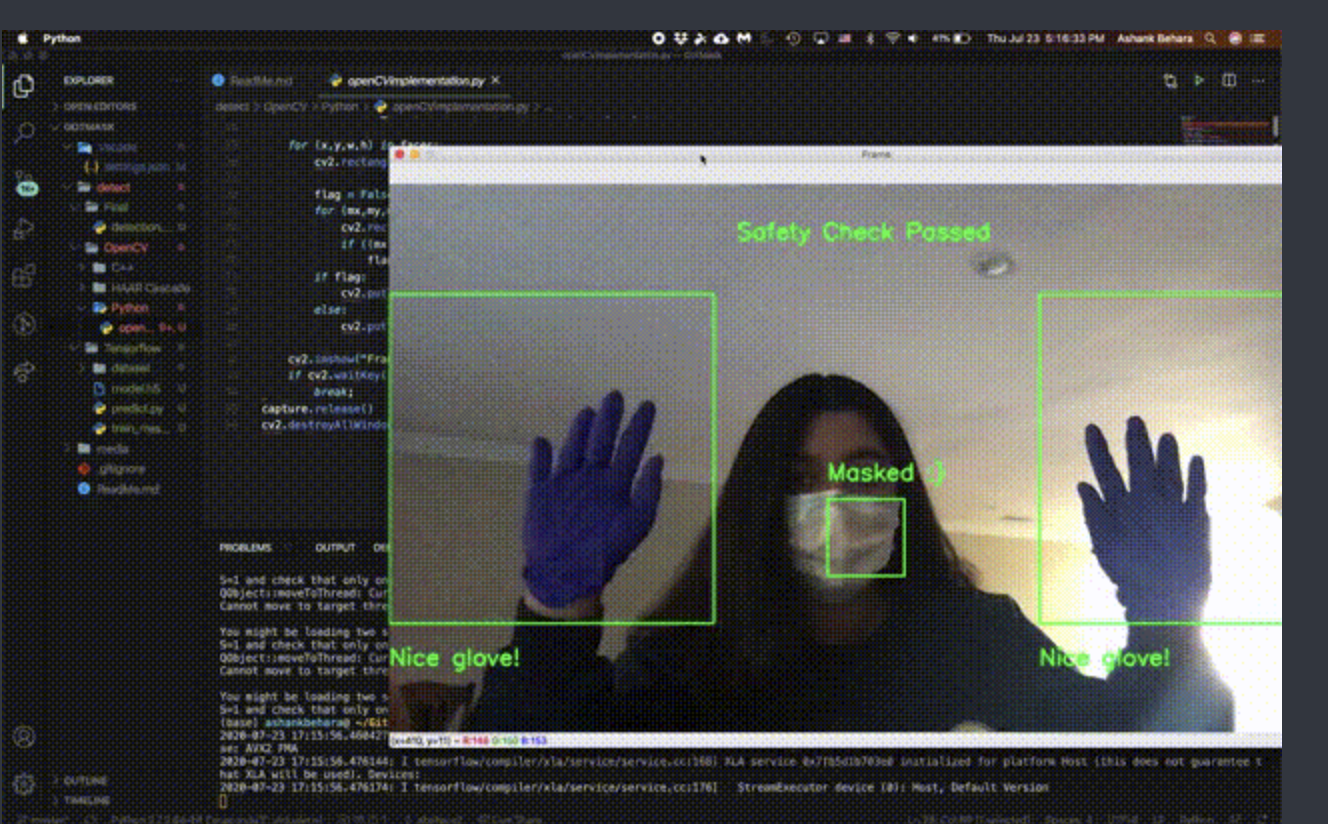 Python
41%
Thu Jul 23 5:16:33 PM Ashank Behara
EXPLORER
ReadMe.md
openCVImplementation.py
OPEN EDITORS
detect > OpenCV > Python > openCVImplementation.py > ...
GOTMASK
.vscode
settings.json M
detect
Final
detection... U
OpenCV
C++
HAAR Cascade
Python
open... 9+, U
Tensorflow
dataset
model.h5 U
predict.py U
train_mas... U
media
.gitignore
ReadMe.md
for (x,y,w,h) in faces:
cv2.rectang
flag = Fals
for (mx,my,
cv2.rec
if ((mx
fla
if flag:
cv2.put
else:
cv2.put
cv2.imshow("Fra
if cv2.waitKey(
break;
capture.release()
cv2.destroyAllWindo
Frame
Safety Check Passed
Masked :)
Nice glove!
Nice glove!
(x=410, y=11) ~ R:148 G:150 B:153
PROBLEMS
OUTPUT
DE
S=1 and check that only on
QObject::moveToThread: Cur
Cannot move to target thre
You might be loading two s
S=1 and check that only on
QObject::moveToThread: Cur
Cannot move to target thre
You might be loading two s
S=1 and check that only on
(base) ashankbehara@ ~/Git
2020-07-23 17:15:56.460427
se: AVX2 FMA
2020-07-23 17:15:56.476144: I tensorflow/compiler/xla/service/service.cc:168] XLA service 0x7fb5d1b703e0 initialized for platform Host (this does not guarantee t
hat XLA will be used). Devices:
2020-07-23 17:15:56.476174: I tensorflow/compiler/xla/service/service.cc:176] StreamExecutor device (0): Host, Default Version
OUTLINE
TIMELINE